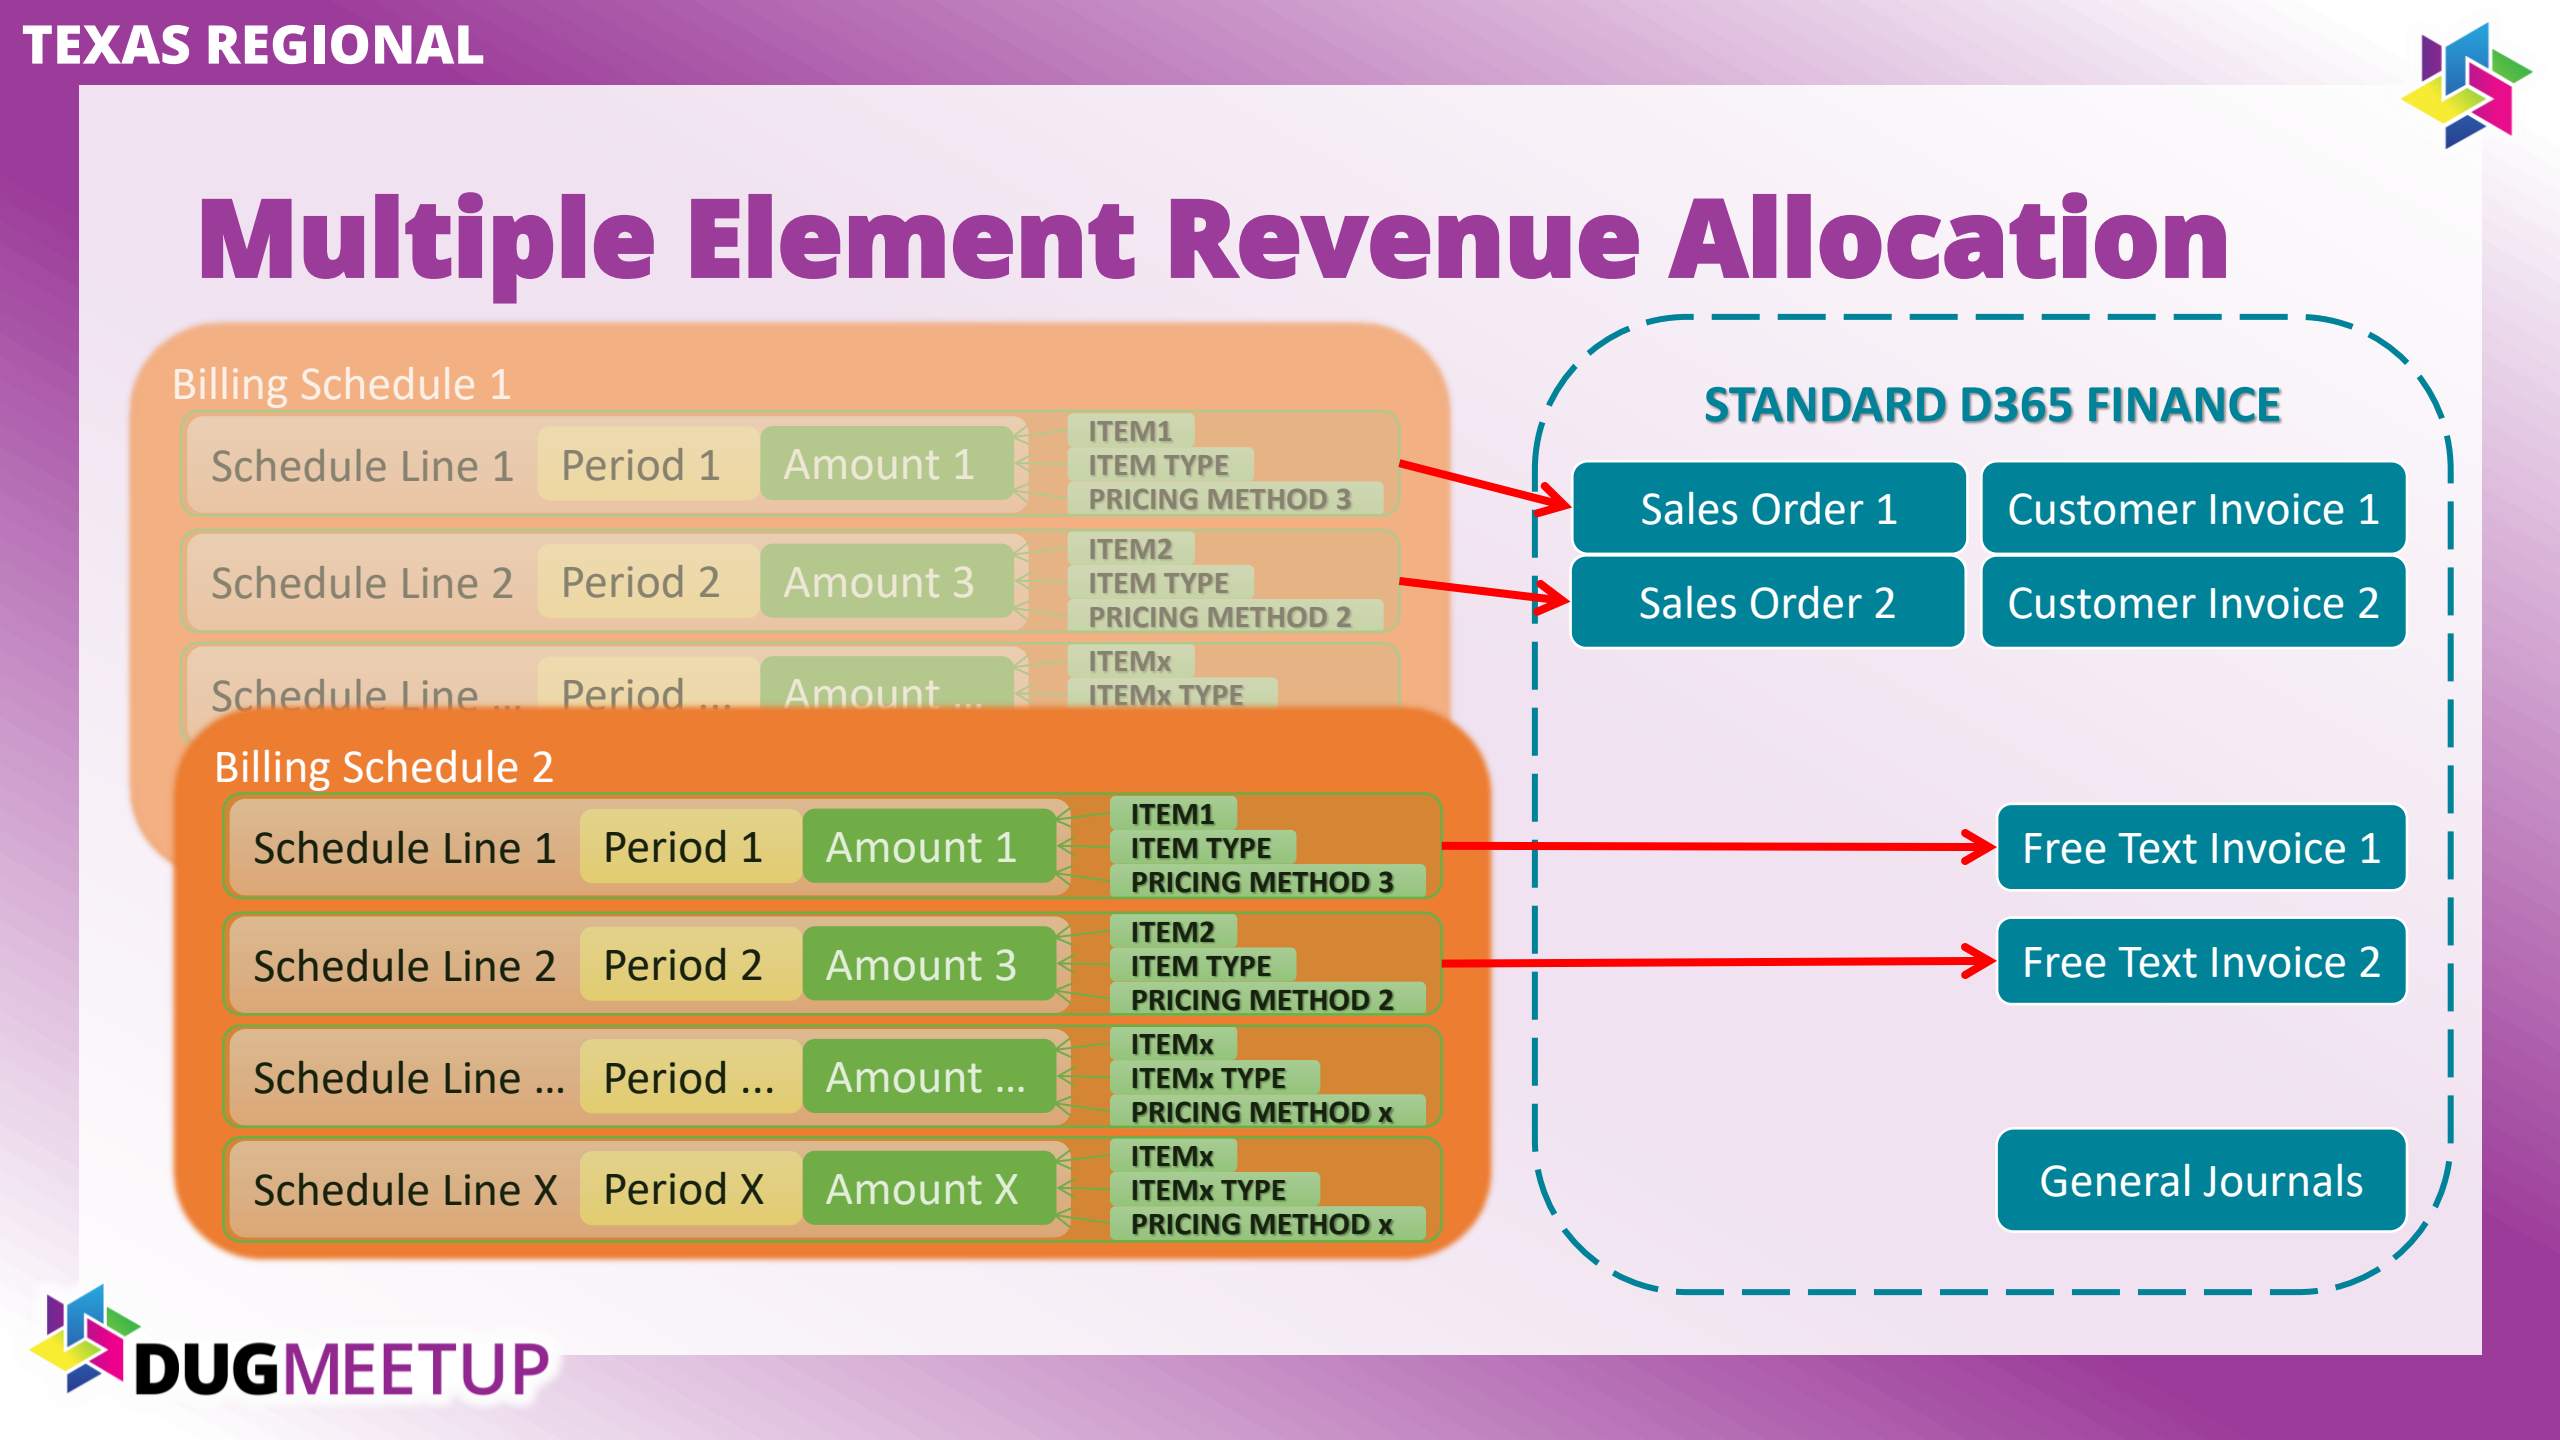 TEXAS REGIONAL
Multiple Element Revenue Allocation
Billing Schedule 1
Schedule Line 1 Period 1 Amount 1
ITEM1
ITEM TYPE
PRICING METHOD 3
Schedule Line 2 Period 2 Amount 3
ITEM2
ITEM TYPE
PRICING METHOD 2
Schedule Line ... Period ... Amount ...
ITEMx
ITEMx TYPE
Billing Schedule 2
Schedule Line 1 Period 1 Amount 1
ITEM1
ITEM TYPE
PRICING METHOD 3
Schedule Line 2 Period 2 Amount 3
ITEM2
ITEM TYPE
PRICING METHOD 2
Schedule Line ... Period ... Amount ...
ITEMx
ITEMx TYPE
PRICING METHOD x
Schedule Line X Period X Amount X
ITEMx
ITEMx TYPE
PRICING METHOD x
STANDARD D365 FINANCE
Sales Order 1 Customer Invoice 1
Sales Order 2 Customer Invoice 2
Free Text Invoice 1
Free Text Invoice 2
General Journals
DUGMEETUP